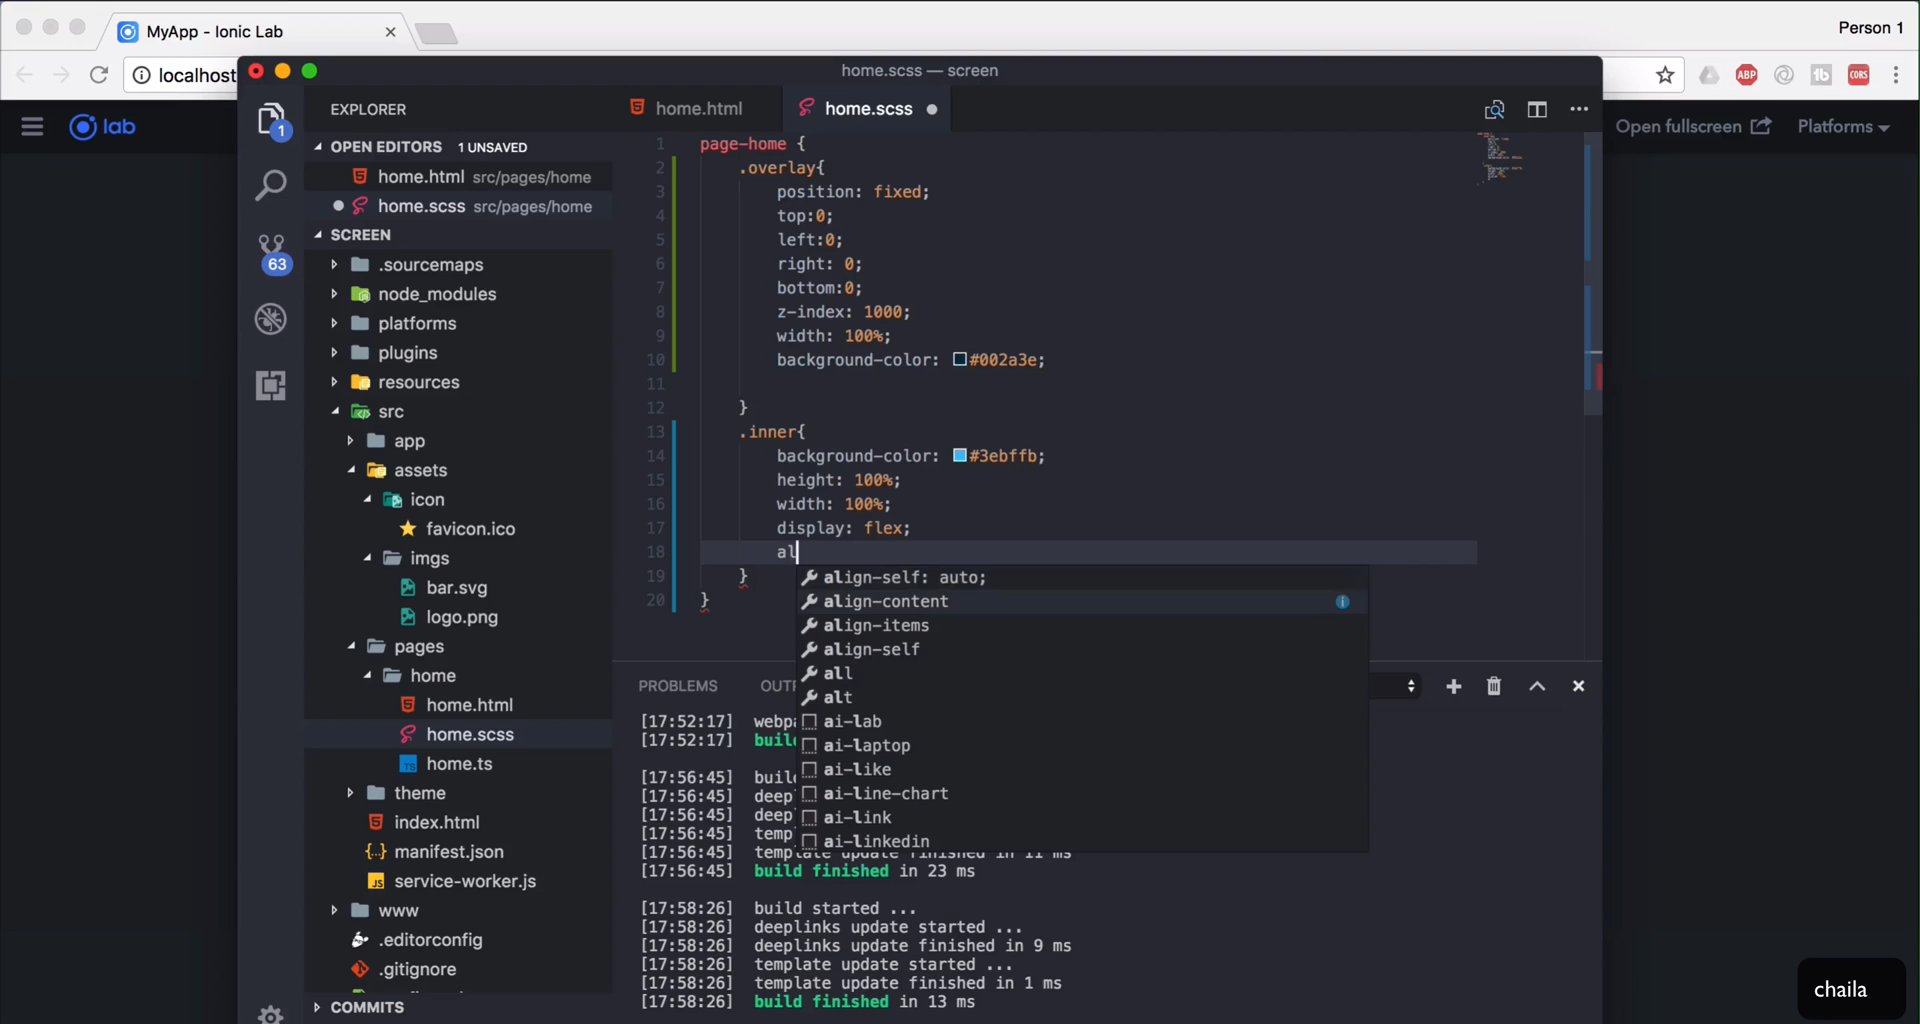 MyApp - Ionic Lab
Person 1
localhost
ABP
CORS
home.scss — screen
lab
Open fullscreen
Platforms
EXPLORER
1
OPEN EDITORS 1 UNSAVED
home.html src/pages/home
home.scss src/pages/home
SCREEN
63
.sourcemaps
node_modules
platforms
plugins
resources
src
app
assets
icon
favicon.ico
imgs
bar.svg
logo.png
pages
home
home.html
home.scss
home.ts
theme
index.html
manifest.json
service-worker.js
www
.editorconfig
.gitignore
COMMITS
home.html
home.scss
1 page-home {
2 .overlay{
3 position: fixed;
4 top:0;
5 left:0;
6 right: 0;
7 bottom:0;
8 z-index: 1000;
9 width: 100%;
10 background-color: #002a3e;
11
12 }
13 .inner{
14 background-color: #3ebffb;
15 height: 100%;
16 width: 100%;
17 display: flex;
18 al
19 }
20 }
align-self: auto;
align-content
align-items
align-self
all
alt
ai-lab
ai-laptop
ai-like
ai-line-chart
ai-link
ai-linkedin
PROBLEMS
[17:52:17]
[17:52:17]
[17:56:45]
[17:56:45]
[17:56:45]
[17:56:45]
[17:56:45] template update finished in 11 ms
[17:56:45] build finished in 23 ms
[17:58:26] build started ...
[17:58:26] deeplinks update started ...
[17:58:26] deeplinks update finished in 9 ms
[17:58:26] template update started ...
[17:58:26] template update finished in 1 ms
[17:58:26] build finished in 13 ms
chaila